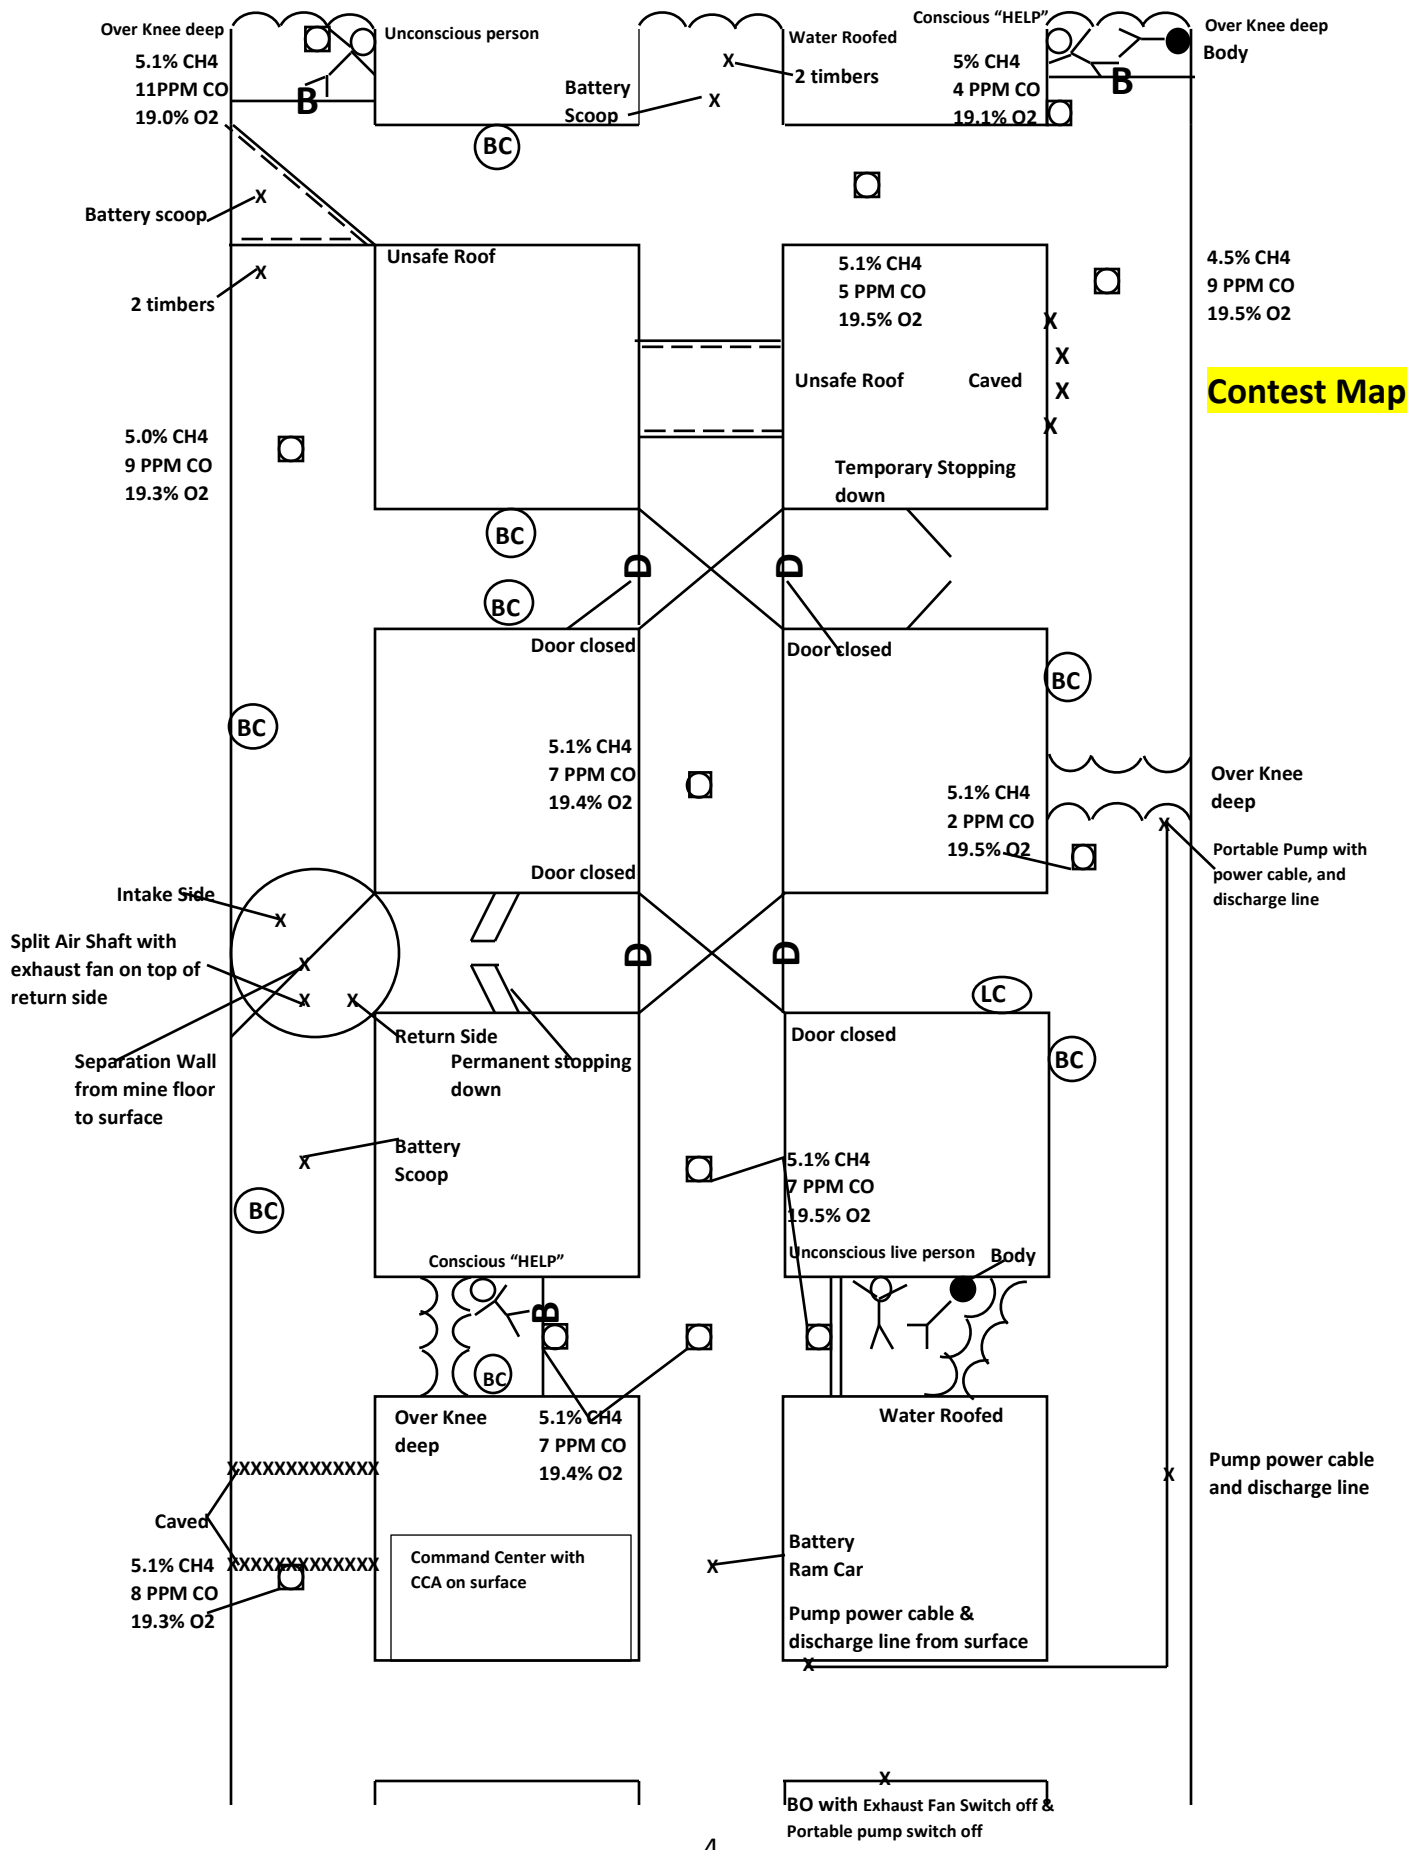 Over Knee deep
Unconscious person
Conscious “HELP”
Over Knee deep
Body
5.1% CH4
11PPM CO
19.0% O2
B
Water Roofed
X
2 timbers
Battery
Scoop
X
5% CH4
4 PPM CO
19.1% O2
B
BC
Battery scoop
X
Unsafe Roof
2 timbers
X
5.1% CH4
5 PPM CO
19.5% O2
4.5% CH4
9 PPM CO
19.5% O2
X
X
X
X
Unsafe Roof
Caved
Contest Map
5.0% CH4
9 PPM CO
19.3% O2
Temporary Stopping
down
BC
D
D
BC
Door closed
Door closed
BC
BC
5.1% CH4
7 PPM CO
19.4% O2
Over Knee
deep
5.1% CH4
2 PPM CO
19.5% O2
X
Portable Pump with
power cable, and
discharge line
Door closed
Intake Side
X
Split Air Shaft with
exhaust fan on top of
return side
X
X
X
D
D
LC
Return Side
Separation Wall
from mine floor
to surface
Permanent stopping
down
Door closed
BC
Battery
Scoop
X
5.1% CH4
7 PPM CO
19.5% O2
BC
Conscious “HELP”
Unconscious live person
Body
B
BC
Over Knee
deep
5.1% CH4
7 PPM CO
19.4% O2
Water Roofed
XXXXXXXXXXXXX
Caved
XXXXXXXXXXXXX
5.1% CH4
8 PPM CO
19.3% O2
Command Center with
CCA on surface
X
Battery
Ram Car
X
Pump power cable
and discharge line
Pump power cable &
discharge line from surface
X
X
BO with Exhaust Fan Switch off &
Portable pump switch off
4